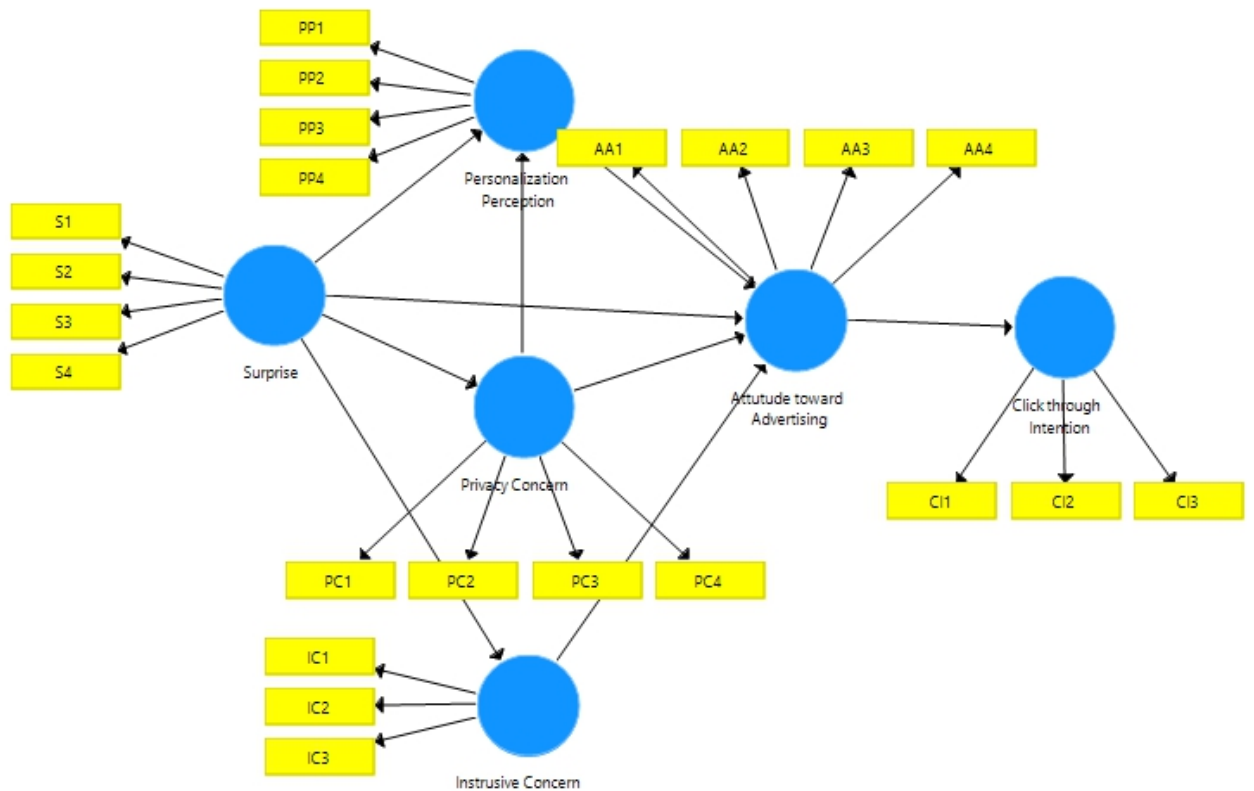 PP1
PP2
PP3
PP4
Personalization
Perception
AA1
AA2
AA3
AA4
S1
S2
S3
S4
Surprise
Attutude toward
Advertising
Click through
Intention
Privacy Concern
CI1
CI2
CI3
PC1
PC2
PC3
PC4
IC1
IC2
IC3
Instrusive Concern